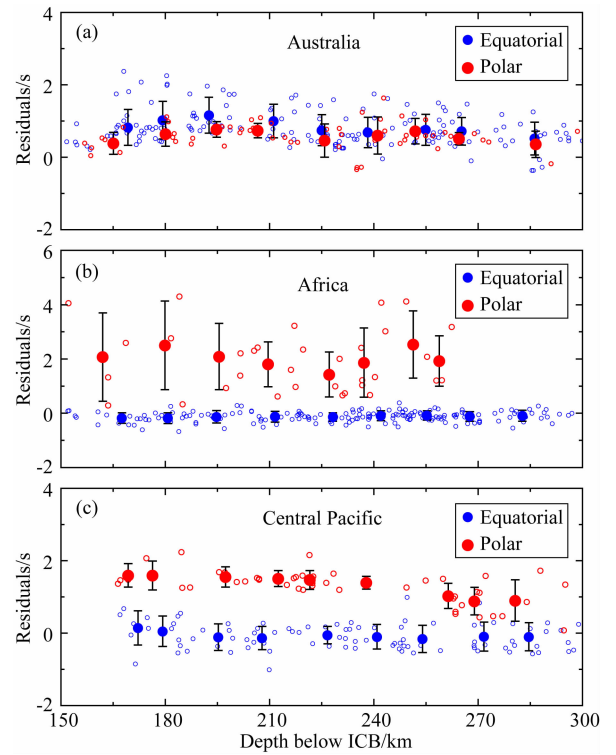 (a)
Australia
Equatorial
Polar
Residuals/s
4
2
0
-2
(b)
Africa
Equatorial
Polar
Residuals/s
6
4
2
0
-2
(c)
Central Pacific
Equatorial
Polar
Residuals/s
4
2
0
-2
150 180 210 240 270 300
Depth below ICB/km